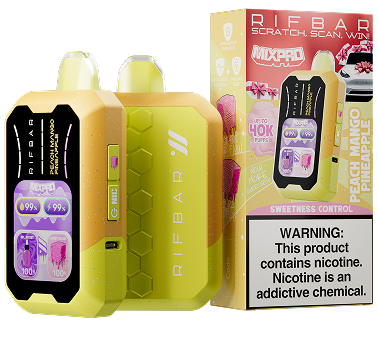 RIFBAR
PEACH MANGO
PINEAPPLE
MIXPRO
99%
99%
100%
100%
NIC
RIFBAR
RIFBAR
SCRATCH, SCAN, WIN!
MIXPRO
UP TO
40K
PUFFS
PEACH MANGO
PINEAPPLE
SWEETNESS CONTROL
WARNING:
This product
contains nicotine.
Nicotine is an
addictive chemical.